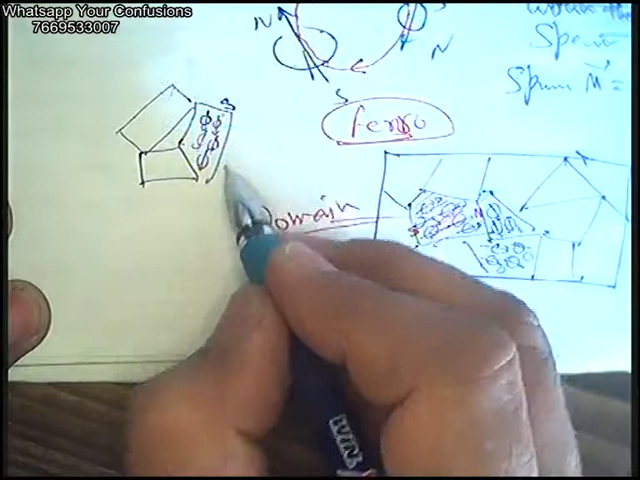 Whatsapp Your Confusions
7669533007
N
N
S
Spin
Spin M =
ferro
Domain